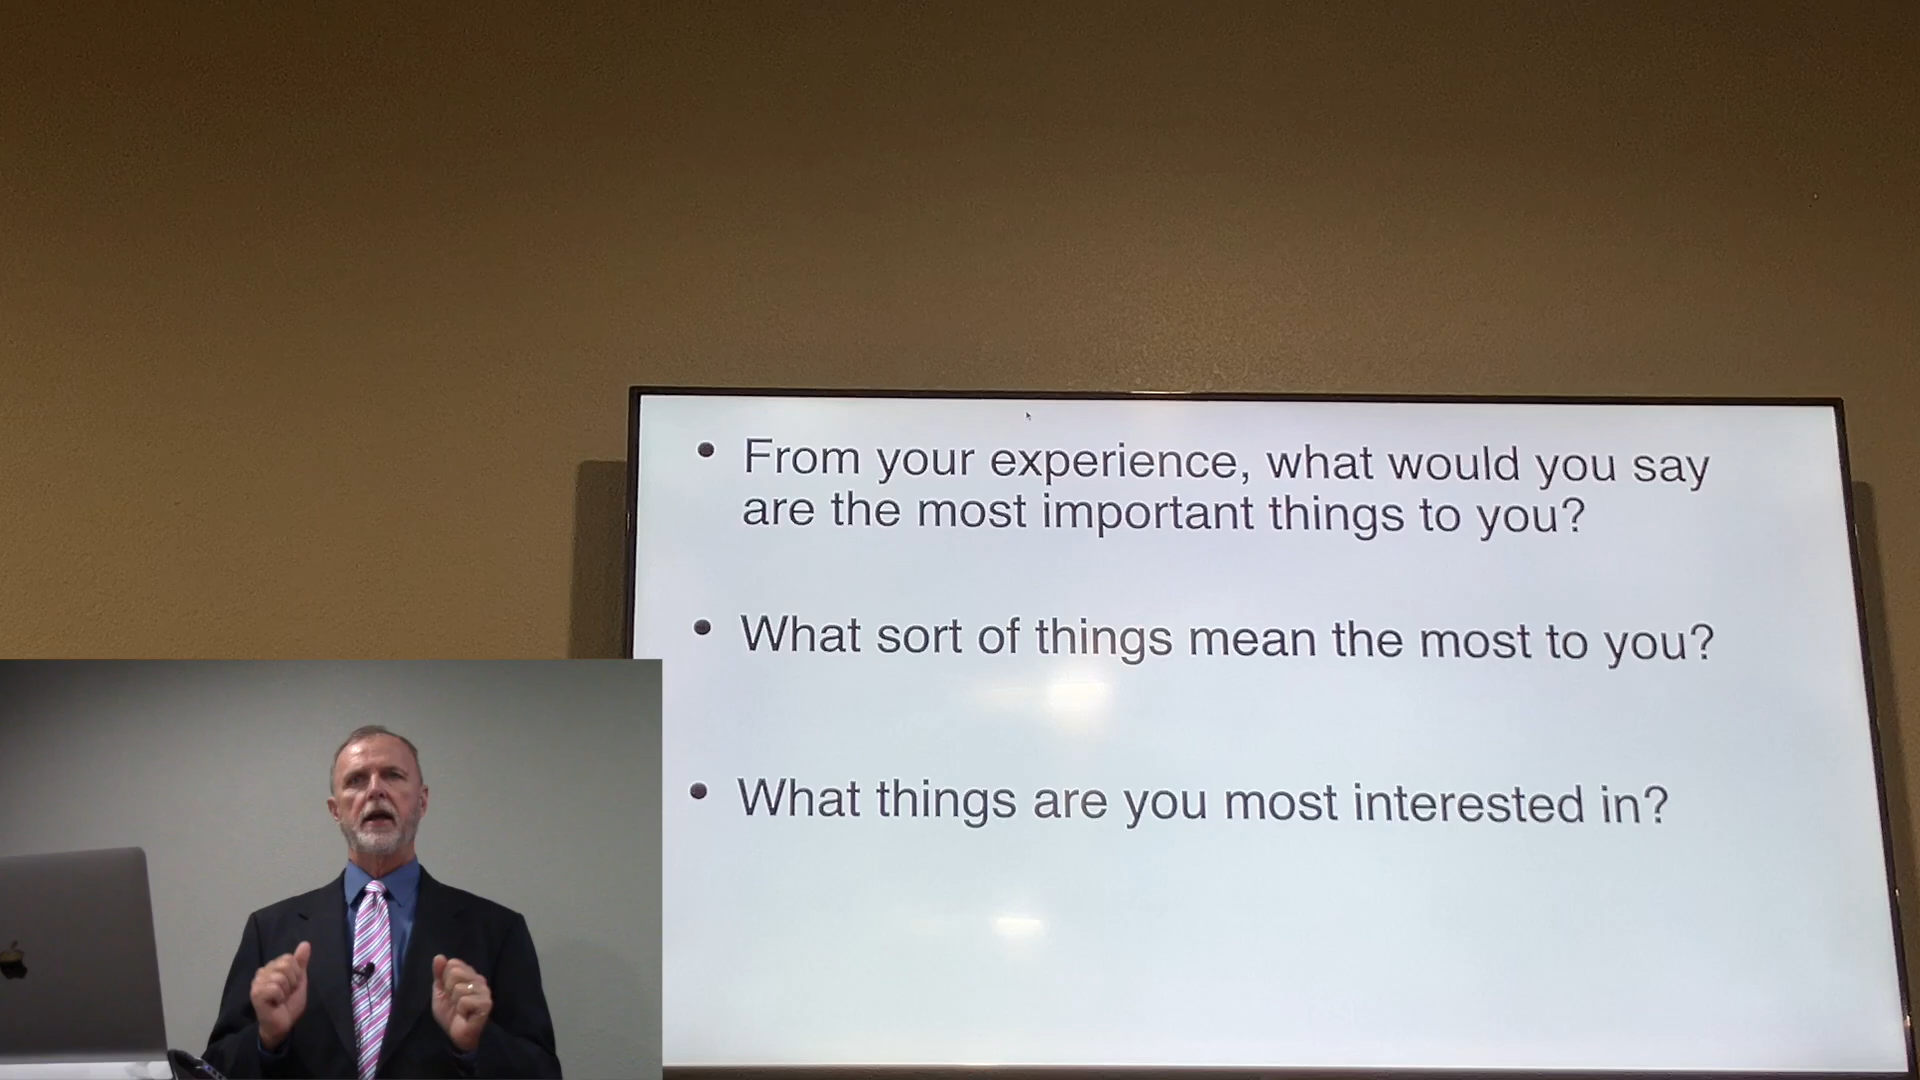 • From your experience, what would you say
are the most important things to you?
• What sort of things mean the most to you?
• What things are you most interested in?